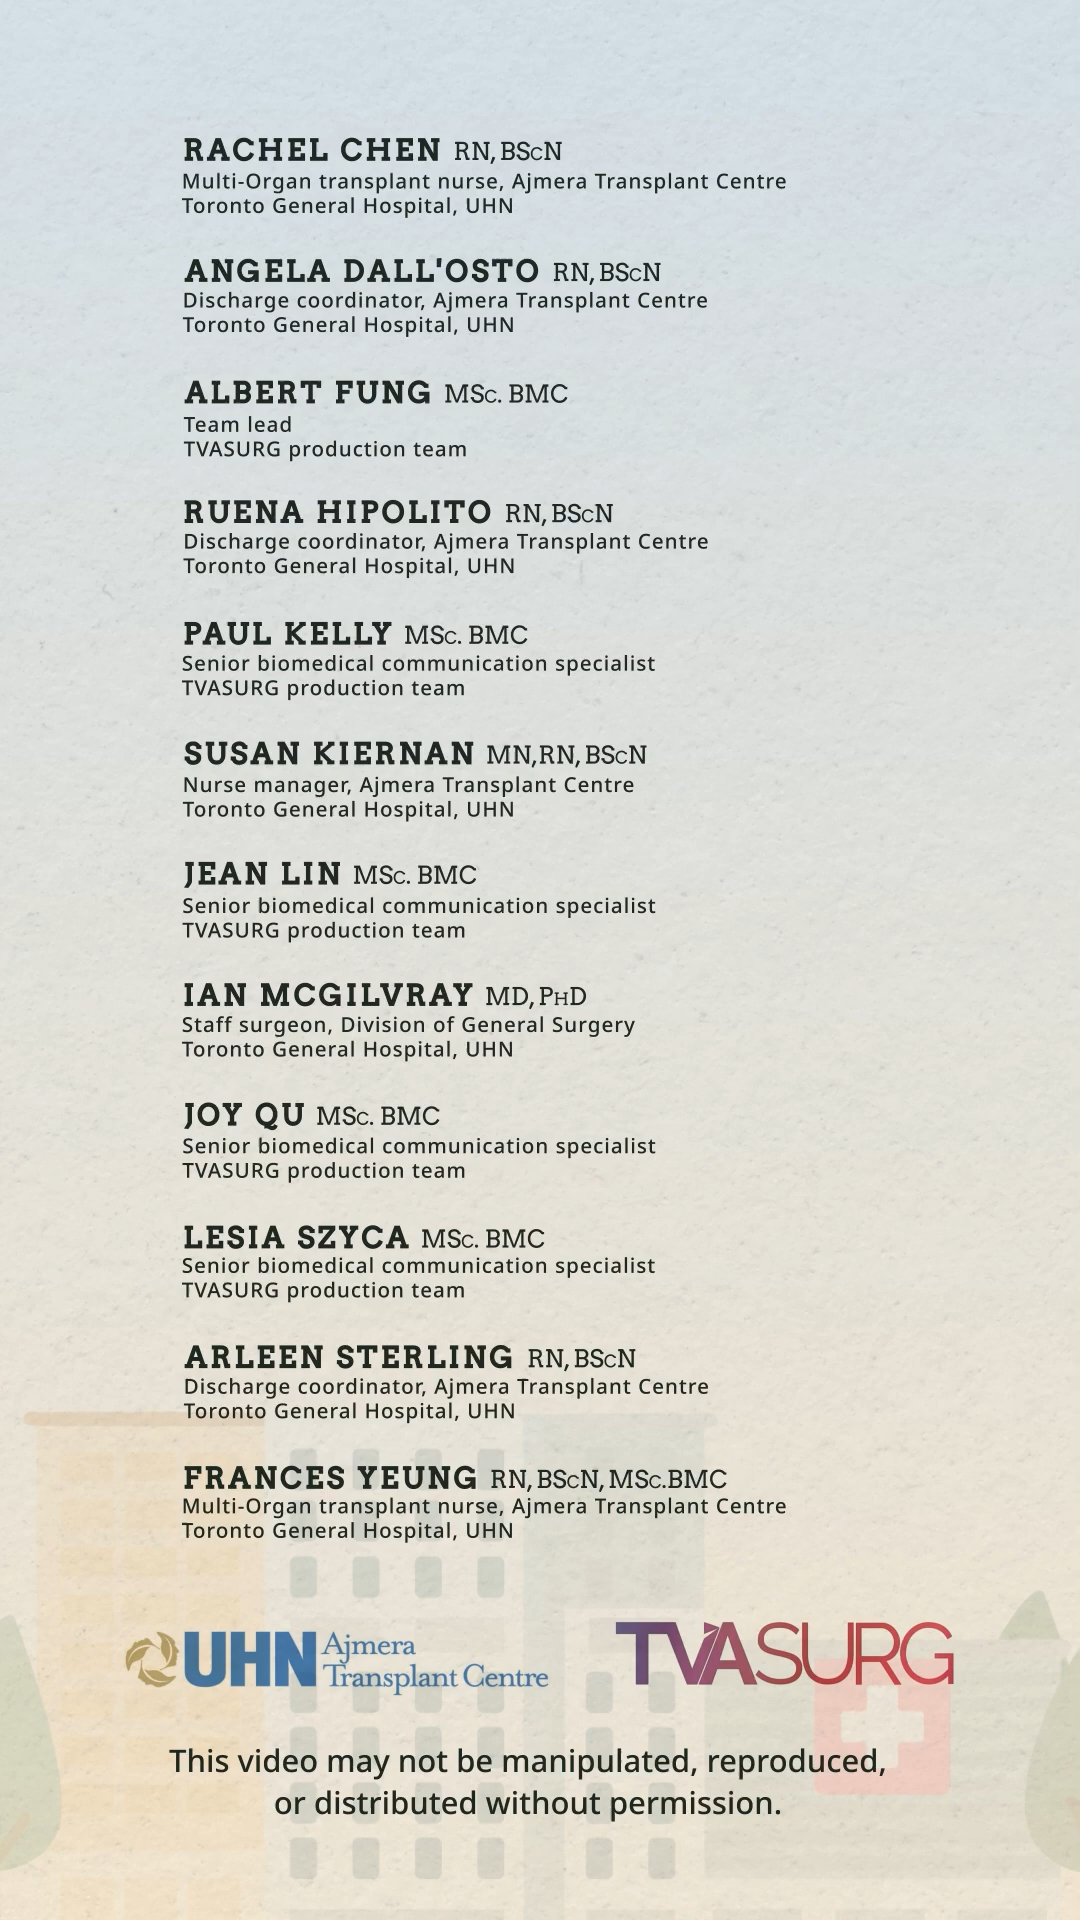 RACHEL CHEN RN, BScN
Multi-Organ transplant nurse, Ajmera Transplant Centre
Toronto General Hospital, UHN
ANGELA DALL'OSTO RN, BScN
Discharge coordinator, Ajmera Transplant Centre
Toronto General Hospital, UHN
ALBERT FUNG MSc. BMC
Team lead
TVASURG production team
RUENA HIPOLITO RN, BScN
Discharge coordinator, Ajmera Transplant Centre
Toronto General Hospital, UHN
PAUL KELLY MSc. BMC
Senior biomedical communication specialist
TVASURG production team
SUSAN KIERNAN MN,RN, BScN
Nurse manager, Ajmera Transplant Centre
Toronto General Hospital, UHN
JEAN LIN MSc. BMC
Senior biomedical communication specialist
TVASURG production team
IAN MCGILVRAY MD, PhD
Staff surgeon, Division of General Surgery
Toronto General Hospital, UHN
JOY QU MSc. BMC
Senior biomedical communication specialist
TVASURG production team
LESIA SZYCA MSc. BMC
Senior biomedical communication specialist
TVASURG production team
ARLEEN STERLING RN, BScN
Discharge coordinator, Ajmera Transplant Centre
Toronto General Hospital, UHN
FRANCES YEUNG RN, BScN, MSc.BMC
Multi-Organ transplant nurse, Ajmera Transplant Centre
Toronto General Hospital, UHN
UHN Ajmera
Transplant Centre
TVASURG
This video may not be manipulated, reproduced,
or distributed without permission.